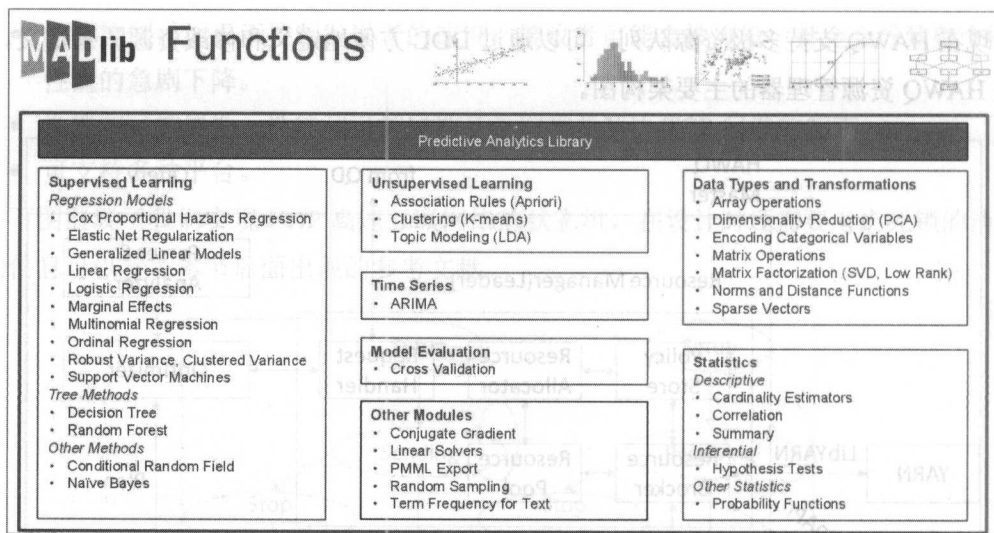 MADlib Functions
Predictive Analytics Library
Supervised Learning
Regression Models
• Cox Proportional Hazards Regression
• Elastic Net Regularization
• Generalized Linear Models
• Linear Regression
• Logistic Regression
• Marginal Effects
• Multinomial Regression
• Ordinal Regression
• Robust Variance, Clustered Variance
• Support Vector Machines
Tree Methods
• Decision Tree
• Random Forest
Other Methods
• Conditional Random Field
• Naïve Bayes
Unsupervised Learning
• Association Rules (Apriori)
• Clustering (K-means)
• Topic Modeling (LDA)
Time Series
• ARIMA
Model Evaluation
• Cross Validation
Other Modules
• Conjugate Gradient
• Linear Solvers
• PMML Export
• Random Sampling
• Term Frequency for Text
Data Types and Transformations
• Array Operations
• Dimensionality Reduction (PCA)
• Encoding Categorical Variables
• Matrix Operations
• Matrix Factorization (SVD, Low Rank)
• Norms and Distance Functions
• Sparse Vectors
Statistics
Descriptive
• Cardinality Estimators
• Correlation
• Summary
Inferential
• Hypothesis Tests
Other Statistics
• Probability Functions